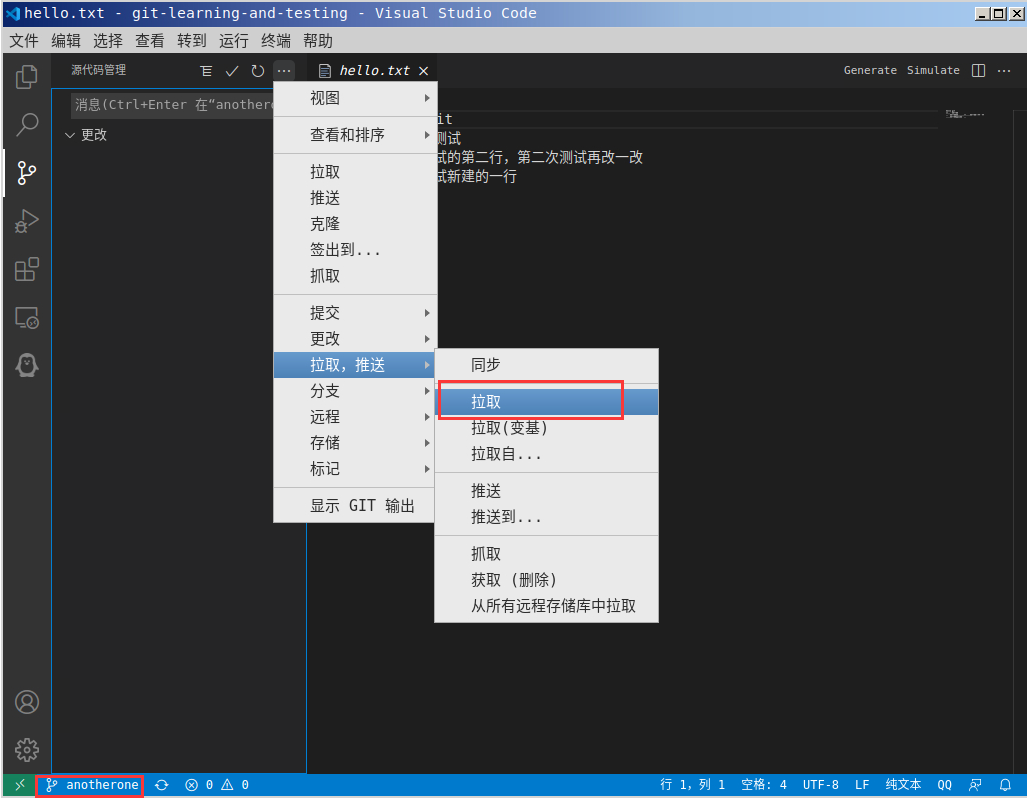 hello.txt - git-learning-and-testing - Visual Studio Code
文件 编辑 选择 查看 转到 运行 终端 帮助
源代码管理
hello.txt
Generate Simulate
消息(Ctrl+Enter 在“anothero
更改
it
测试
试的第二行，第二次测试再改一改
试新建的一行
视图
查看和排序
拉取
推送
克隆
签出到...
抓取
提交
更改
拉取，推送
分支
远程
存储
标记
显示 GIT 输出
同步
拉取
拉取(变基)
拉取自...
推送
推送到...
抓取
获取 (删除)
从所有远程存储库中拉取
anotherone 0 0 行 1，列 1 空格: 4 UTF-8 LF 纯文本 QQ